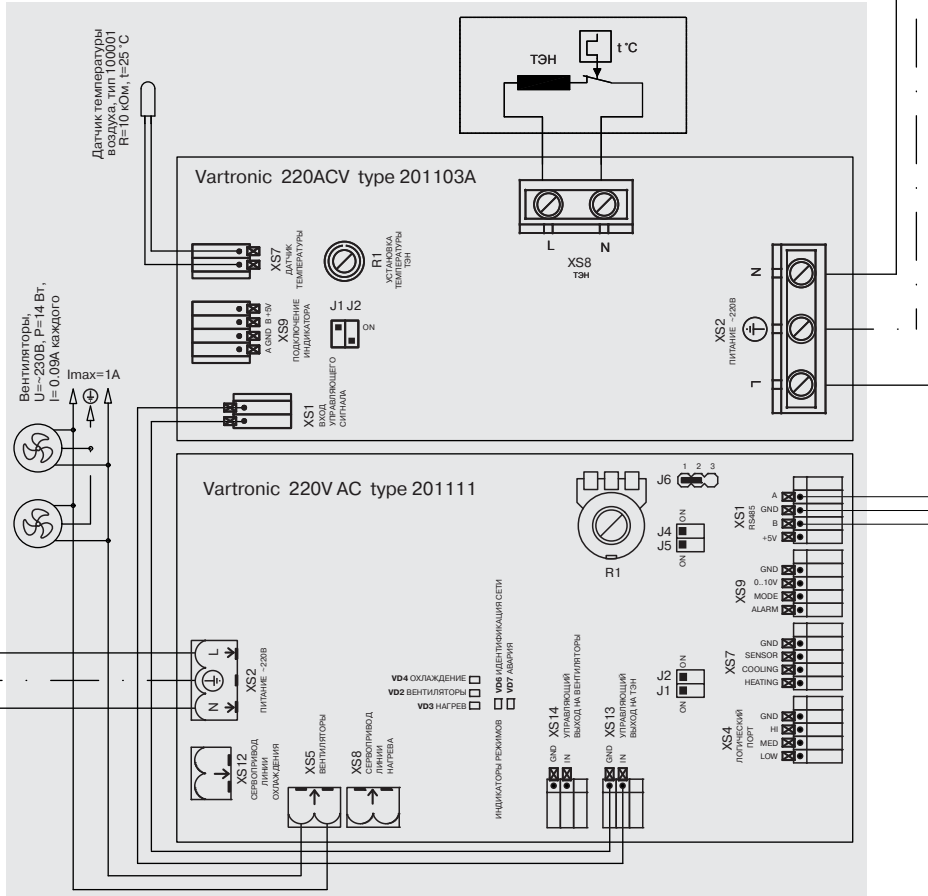 Датчик температуры
воздуха, тип 100001
R=10 кОм, t=25 °C
ТЭН
t °C
Vartronic 220ACV type 201103A
L
N
XS8
ТЭН
XS7
ДАТЧИК
ТЕМПЕРАТУРЫ
R1
УСТАНОВКА
ТЕМПЕРАТУРЫ
ТЭН
A GND B +5V
XS9
ПОДКЛЮЧЕНИЕ
ИНДИКАТОРА
J1 J2
ON
XS1
ВХОД
УПРАВЛЯЮЩЕГО
СИГНАЛА
XS2
ПИТАНИЕ ~220В
N
L
Вентиляторы,
U=~230В, P=14 Вт,
I= 0.09А каждого
Imax=1A
Vartronic 220V AC type 201111
R1
J6
1 2 3
J4
J5
ON
ON
XS1
RS485
A
GND
B
+5V
XS9
GND
0..10V
MODE
ALARM
XS7
GND
SENSOR
COOLING
HEATING
J2
J1
ON
ON
XS4
ЛОГИЧЕСКИЙ
ПОРТ
GND
HI
MED
LOW
L
N
XS2
ПИТАНИЕ ~220В
VD4 ОХЛАЖДЕНИЕ
VD2 ВЕНТИЛЯТОРЫ
VD3 НАГРЕВ
VD6 ИДЕНТИФИКАЦИЯ СЕТИ
VD7 АВАРИЯ
ИНДИКАТОРЫ РЕЖИМОВ
XS12
СЕРВОПРИВОД
ЛИНИИ
ОХЛАЖДЕНИЯ
XS5
ВЕНТИЛЯТОРЫ
XS8
СЕРВОПРИВОД
ЛИНИИ
НАГРЕВА
XS14
УПРАВЛЯЮЩИЙ
ВЫХОД НА ВЕНТИЛЯТОРЫ
GND
IN
XS13
УПРАВЛЯЮЩИЙ
ВЫХОД НА ТЭН
GND
IN